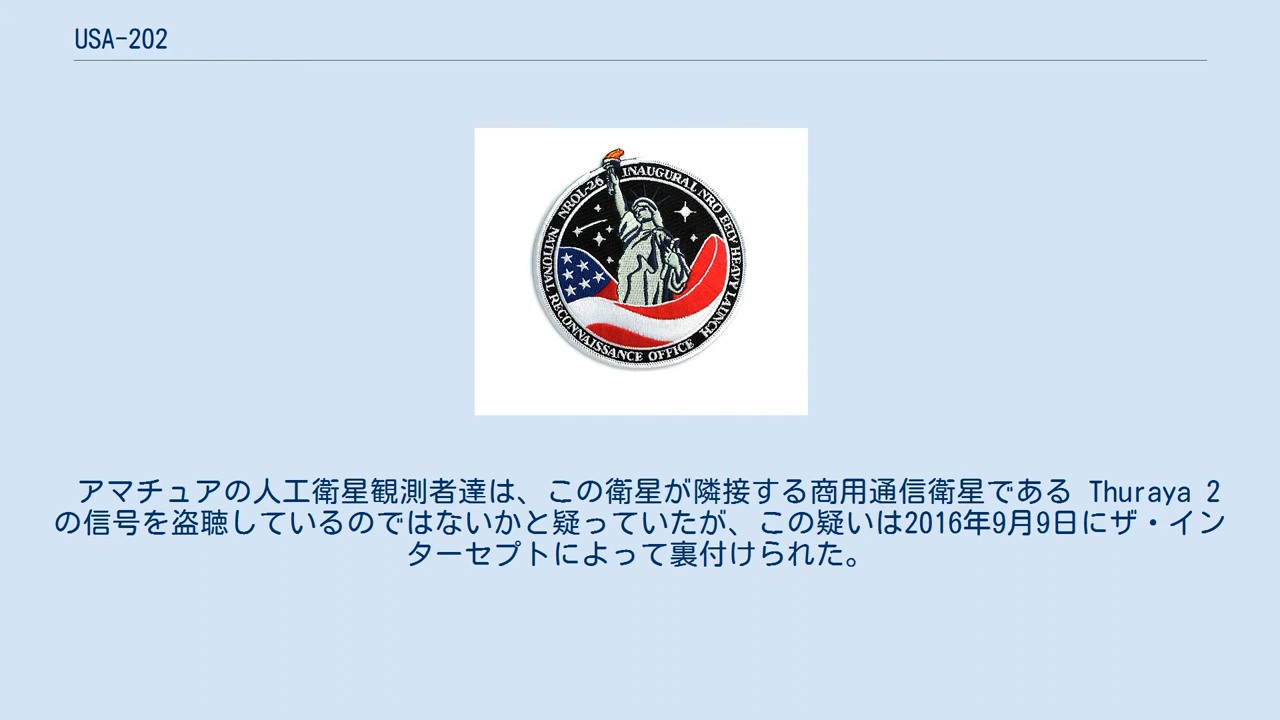 USA-202
NROL-26 INAUGURAL NRO EELV HEAVY LAUNCH
NATIONAL RECONNAISSANCE OFFICE
アマチュアの人工衛星観測者達は、この衛星が隣接する商用通信衛星である Thuraya 2
の信号を盗聴しているのではないかと疑っていたが、この疑いは2016年9月9日にザ・イン
ターセプトによって裏付けられた。